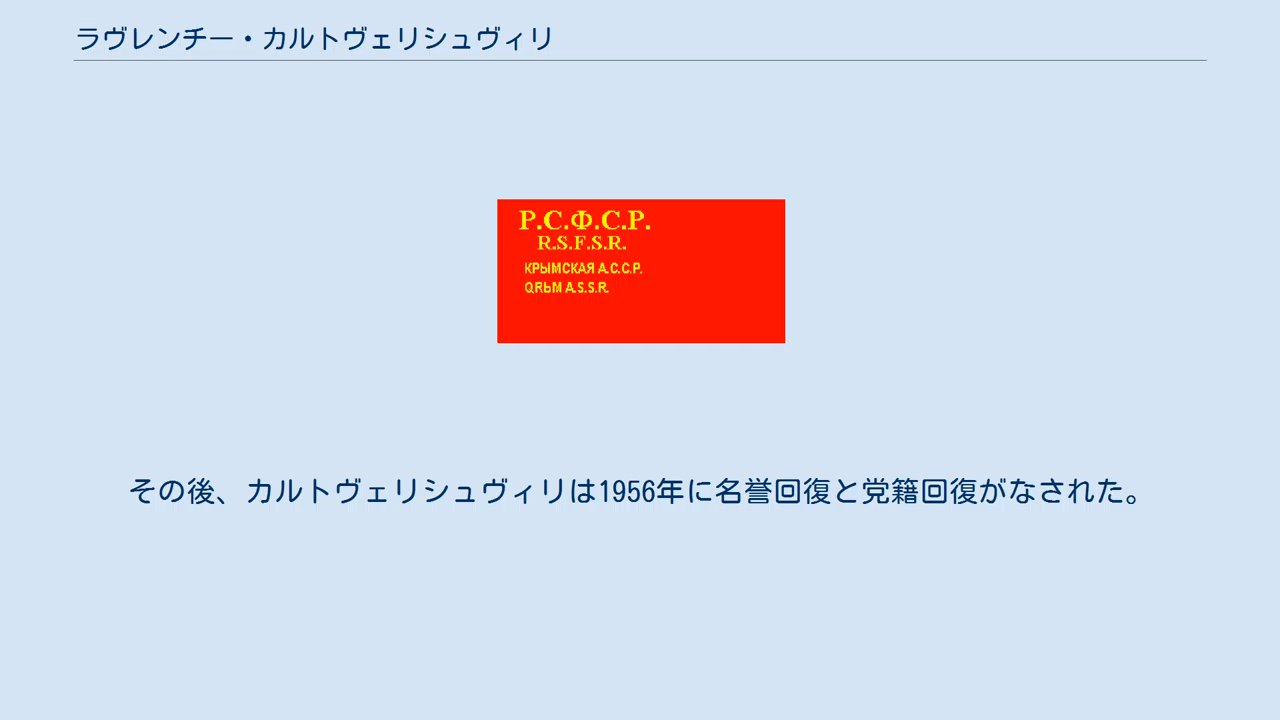 ラヴレンチー・カルトヴェリシュヴィリ
Р.С.Ф.С.Р.
R.S.F.S.R.
КРЫМСКАЯ А.С.С.Р.
QRЬM A.S.S.R.
その後、カルトヴェリシュヴィリは1956年に名誉回復と党籍回復がなされた。